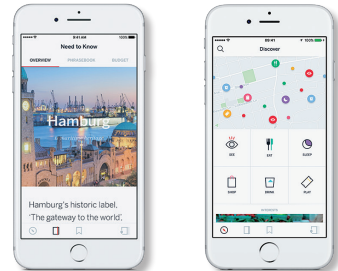 9:41 AM
100%
Need to Know
OVERVIEW
PHRASEBOOK
BUDGET
Hamburg
Hamburg's historic label,
'The gateway to the world'.
09:41
100%
Discover
SEE
EAT
SLEEP
SHOP
DRINK
PLAY